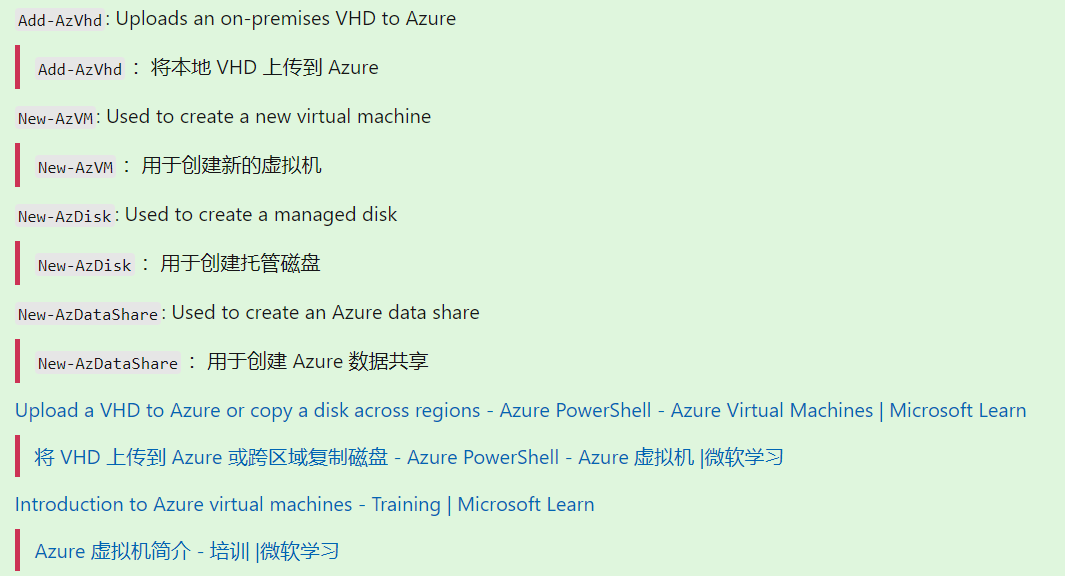 Add-AzVhd: Uploads an on-premises VHD to Azure
Add-AzVhd ： 将本地 VHD 上传到 Azure
New-AzVM: Used to create a new virtual machine
New-AzVM ： 用于创建新的虚拟机
New-AzDisk: Used to create a managed disk
New-AzDisk ： 用于创建托管磁盘
New-AzDataShare: Used to create an Azure data share
New-AzDataShare ： 用于创建 Azure 数据共享
Upload a VHD to Azure or copy a disk across regions - Azure PowerShell - Azure Virtual Machines | Microsoft Learn
将 VHD 上传到 Azure 或跨区域复制磁盘 - Azure PowerShell - Azure 虚拟机 |微软学习
Introduction to Azure virtual machines - Training | Microsoft Learn
Azure 虚拟机简介 - 培训 |微软学习